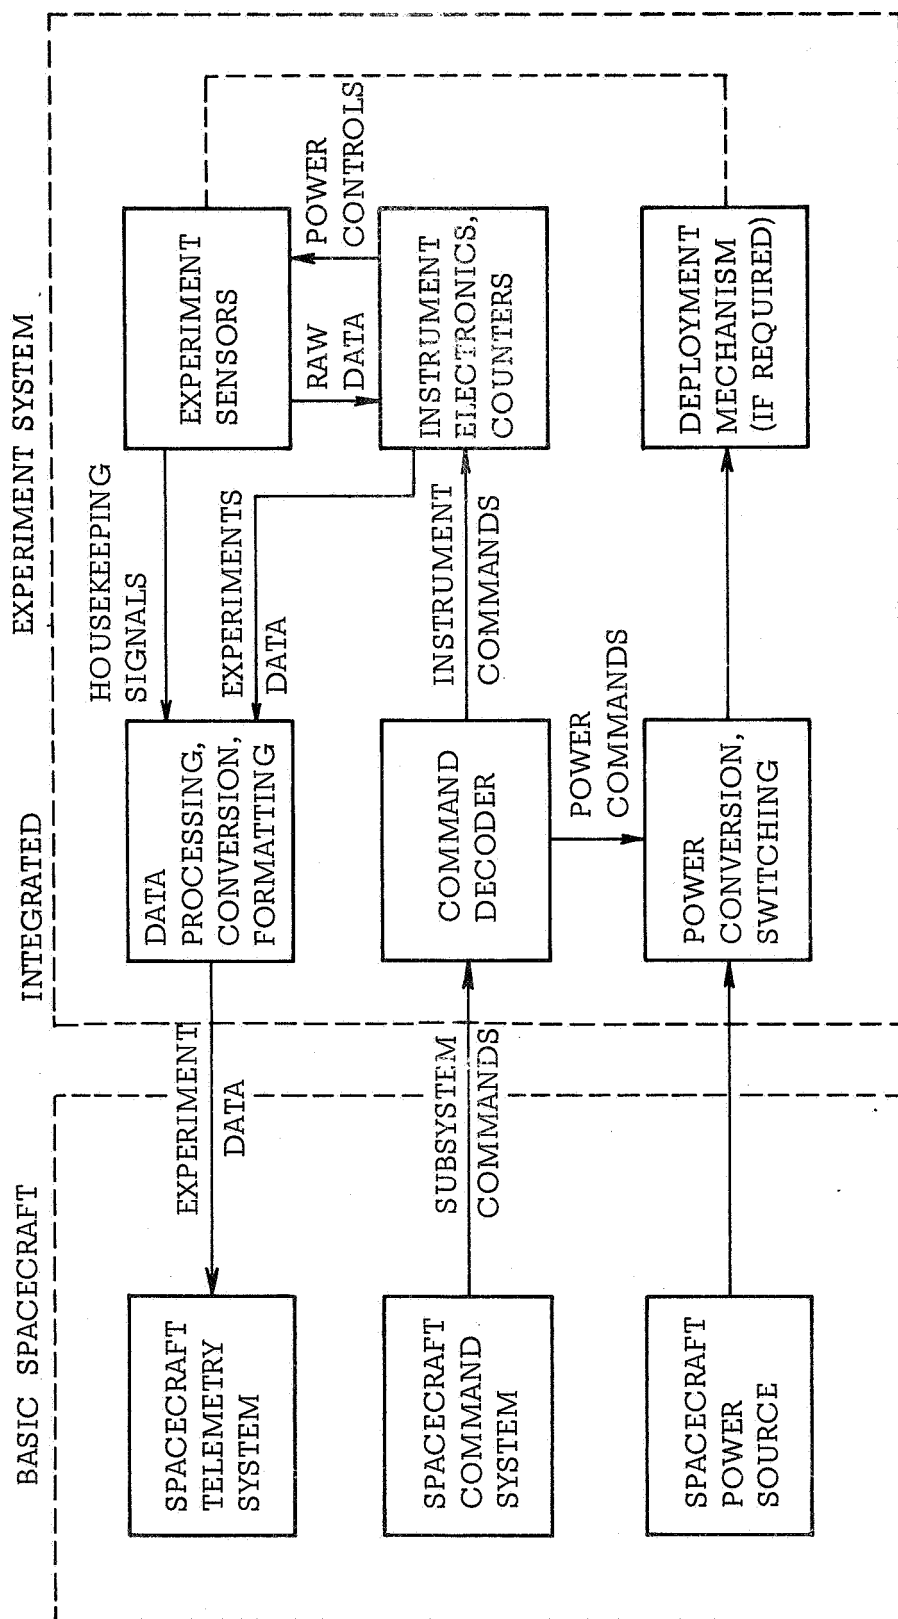 BASIC SPACECRAFT
INTEGRATED
EXPERIMENT SYSTEM
SPACECRAFT
TELEMETRY
SYSTEM
EXPERIMENT
DATA
DATA
PROCESSING,
CONVERSION,
FORMATTING
HOUSEKEEPING
SIGNALS
EXPERIMENTS
DATA
EXPERIMENT
SENSORS
RAW
DATA
POWER
CONTROLS
SPACECRAFT
COMMAND
SYSTEM
SUBSYSTEM
COMMANDS
COMMAND
DECODER
INSTRUMENT
COMMANDS
INSTRUMENT
ELECTRONICS,
COUNTERS
POWER
COMMANDS
SPACECRAFT
POWER
SOURCE
POWER
CONVERSION,
SWITCHING
DEPLOYMENT
MECHANISM
(IF REQUIRED)